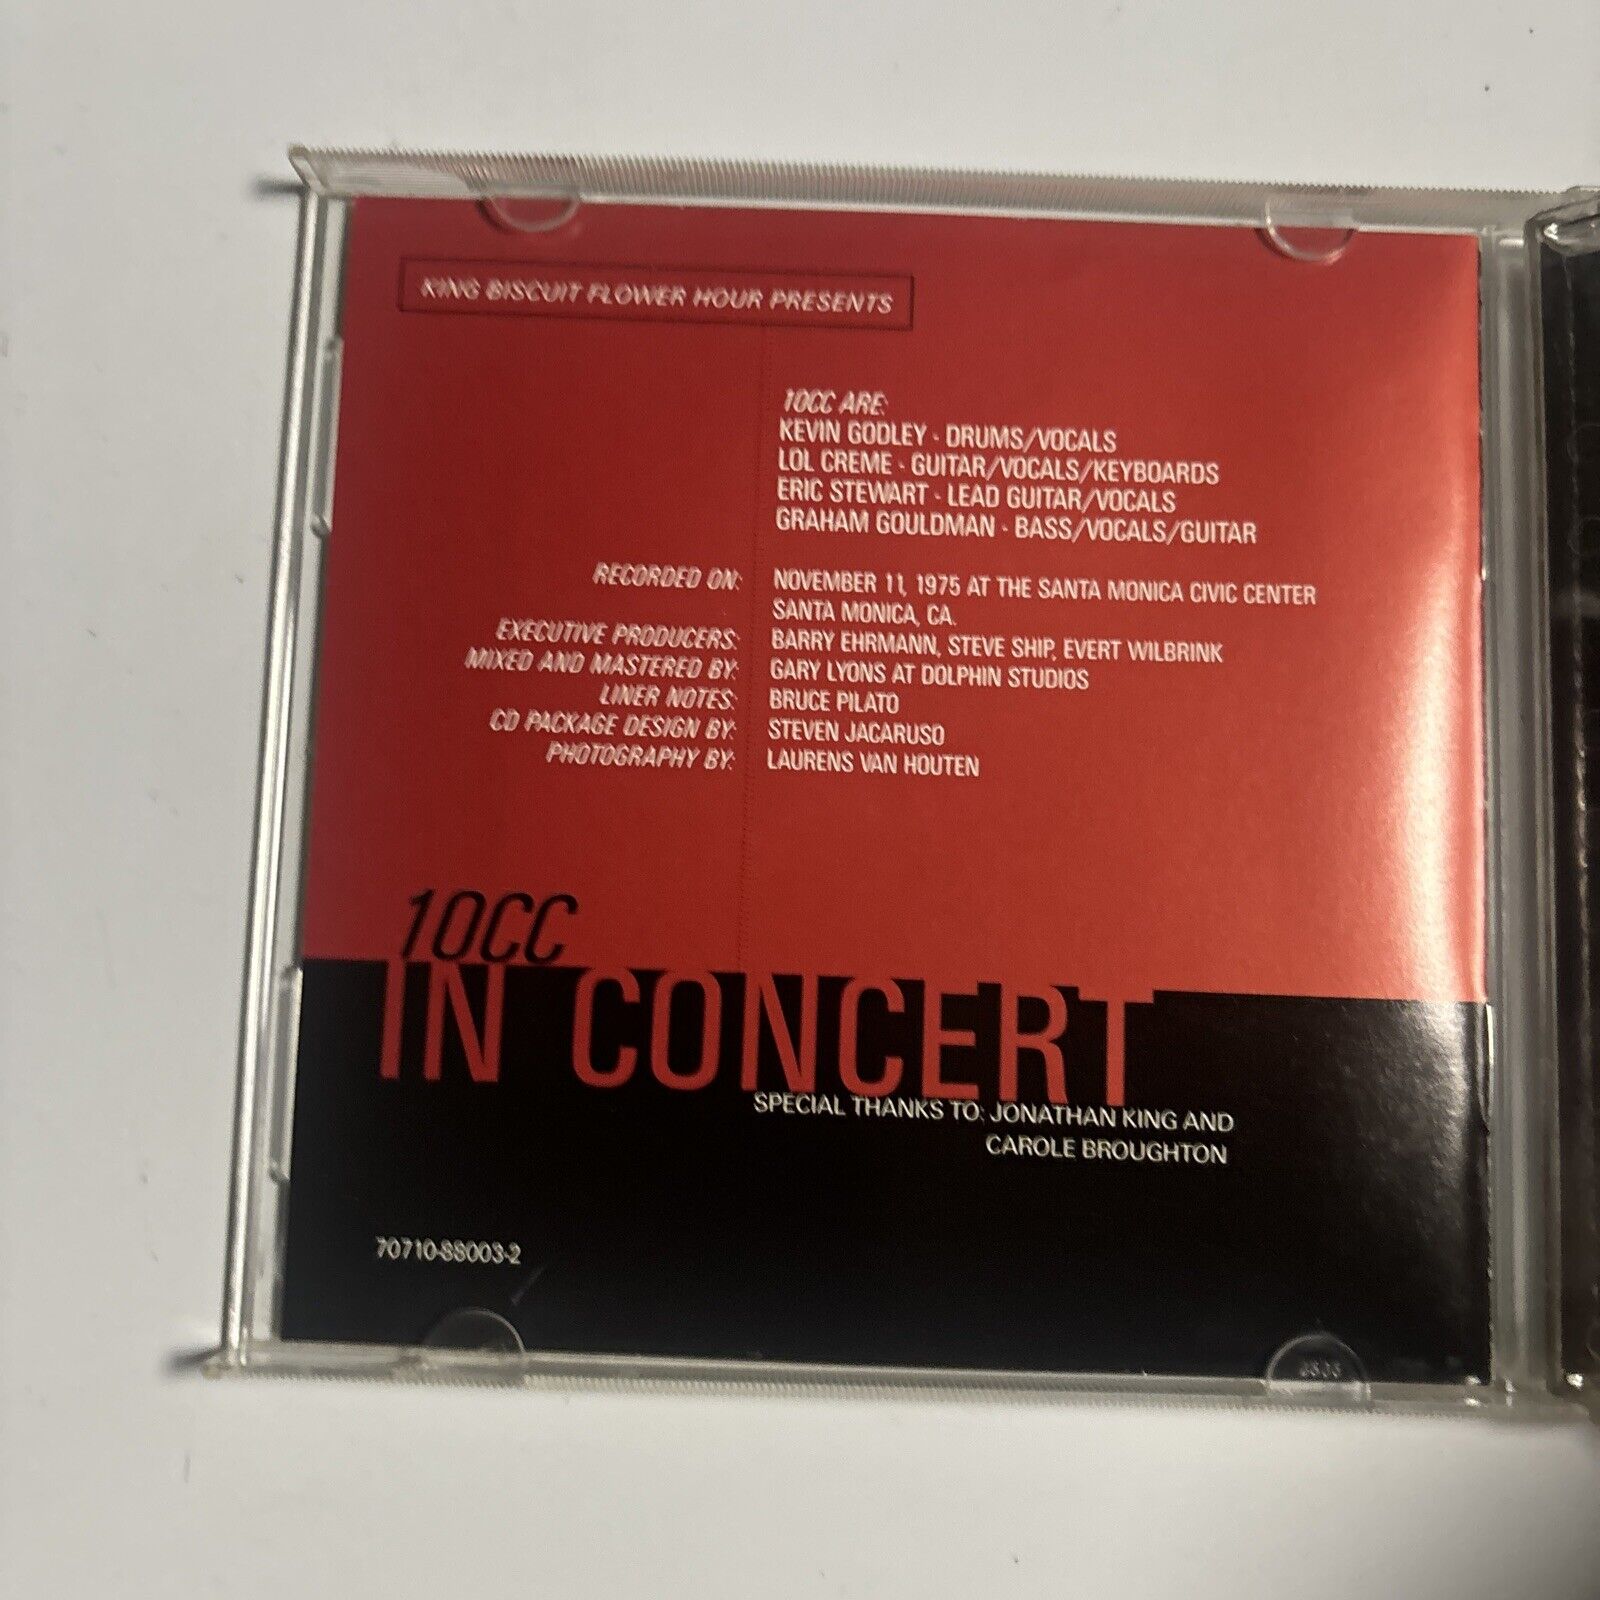 KING BISCUIT FLOWER HOUR PRESENTS
10CC ARE:
KEVIN GODLEY - DRUMS/VOCALS
LOL CREME - GUITAR/VOCALS/KEYBOARDS
ERIC STEWART - LEAD GUITAR/VOCALS
GRAHAM GOULDMAN - BASS/VOCALS/GUITAR
RECORDED ON: NOVEMBER 11, 1975 AT THE SANTA MONICA CIVIC CENTER
SANTA MONICA, CA.
EXECUTIVE PRODUCERS: BARRY EHRMANN, STEVE SHIP, EVERT WILBRINK
MIXED AND MASTERED BY: GARY LYONS AT DOLPHIN STUDIOS
LINER NOTES: BRUCE PILATO
CD PACKAGE DESIGN BY: STEVEN JACARUSO
PHOTOGRAPHY BY: LAURENS VAN HOUTEN
10CC
IN CONCERT
SPECIAL THANKS TO: JONATHAN KING AND
CAROLE BROUGHTON
70710-88003-2